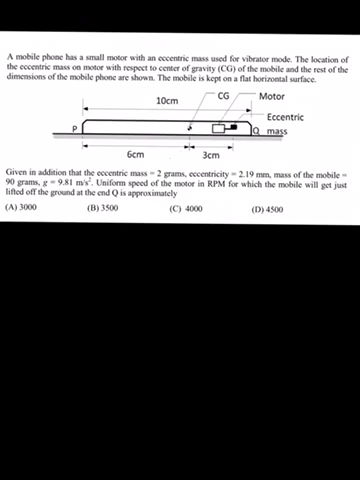 A mobile phone has a small motor with an eccentric mass used for vibrator mode. The location of
the eccentric mass on motor with respect to center of gravity (CG) of the mobile and the rest of the
dimensions of the mobile phone are shown. The mobile is kept on a flat horizontal surface.
10cm CG Motor
Eccentric
P Q mass
6cm 3cm
Given in addition that the eccentric mass = 2 grams, eccentricity = 2.19 mm, mass of the mobile =
90 grams, g = 9.81 m/s². Uniform speed of the motor in RPM for which the mobile will get just
lifted off the ground at the end Q is approximately
(A) 3000 (B) 3500 (C) 4000 (D) 4500